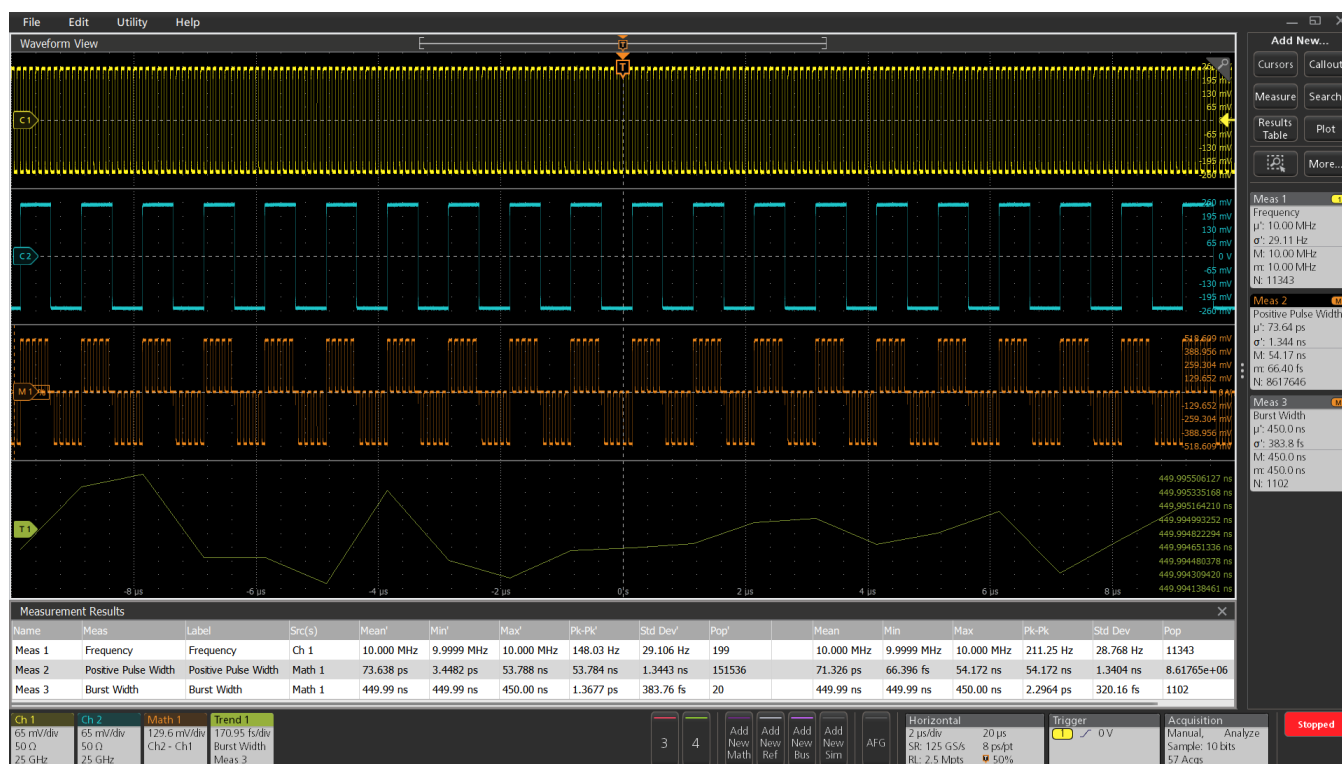 File Edit Utility Help
Waveform View
Add New...
Cursors Callout
Measure Search
Results Table Plot
More...
T
T
C1
195 mV
130 mV
65 mV
-65 mV
-130 mV
-195 mV
-260 mV
C2
260 mV
195 mV
130 mV
65 mV
0 V
-65 mV
-130 mV
-195 mV
-260 mV
M1
518.609 mV
388.956 mV
259.304 mV
129.652 mV
0 V
-129.652 mV
-259.304 mV
-388.956 mV
-518.609 mV
T1
449.995506127 ns
449.995335168 ns
449.995164210 ns
449.994993252 ns
449.994822294 ns
449.994651336 ns
449.994480378 ns
449.994309420 ns
449.994138461 ns
-8 µs -6 µs -4 µs -2 µs 0 s 2 µs 4 µs 6 µs 8 µs
Meas 1 1
Frequency
µ': 10.00 MHz
σ': 29.11 Hz
M: 10.00 MHz
m: 10.00 MHz
N: 11343
Meas 2 M
Positive Pulse Width
µ': 73.64 ps
σ': 1.344 ns
M: 54.17 ns
m: 66.40 fs
N: 8617646
Meas 3 M
Burst Width
µ': 450.0 ns
σ': 383.8 fs
M: 450.0 ns
m: 450.0 ns
N: 1102
Measurement Results
Name Meas Label Src(s) Mean' Min' Max' Pk-Pk' Std Dev' Pop' Mean Min Max Pk-Pk Std Dev Pop
Meas 1 Frequency Frequency Ch 1 10.000 MHz 9.9999 MHz 10.000 MHz 148.03 Hz 29.106 Hz 199 10.000 MHz 9.9999 MHz 10.000 MHz 211.25 Hz 28.768 Hz 11343
Meas 2 Positive Pulse Width Positive Pulse Width Math 1 73.638 ps 3.4482 ps 53.788 ns 53.784 ns 1.3443 ns 151536 71.326 ps 66.396 fs 54.172 ns 54.172 ns 1.3404 ns 8.61765e+06
Meas 3 Burst Width Burst Width Math 1 449.99 ns 449.99 ns 450.00 ns 1.3677 ps 383.76 fs 20 449.99 ns 449.99 ns 450.00 ns 2.2964 ps 320.16 fs 1102
Ch 1
65 mV/div
50 Ω
25 GHz
Ch 2
65 mV/div
50 Ω
25 GHz
Math 1
129.6 mV/div
Ch2 - Ch1
Trend 1
170.95 fs/div
Burst Width
Meas 3
3
4
Add New Math
Add New Ref
Add New Bus
Add New Sim
AFG
Horizontal
2 µs/div 20 µs
SR: 125 GS/s 8 ps/pt
RL: 2.5 Mpts 50%
Trigger
1 0 V
Acquisition
Manual, Analyze
Sample: 10 bits
57 Acqs
Stopped